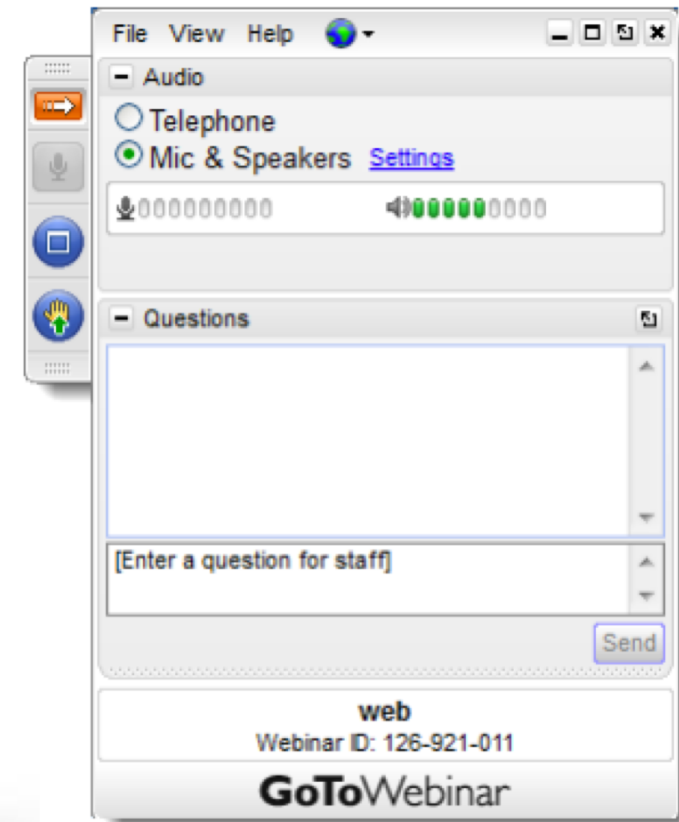 File View Help
Audio
Telephone
Mic & Speakers Settings
Questions
[Enter a question for staff]
Send
web
Webinar ID: 126-921-011
GoToWebinar